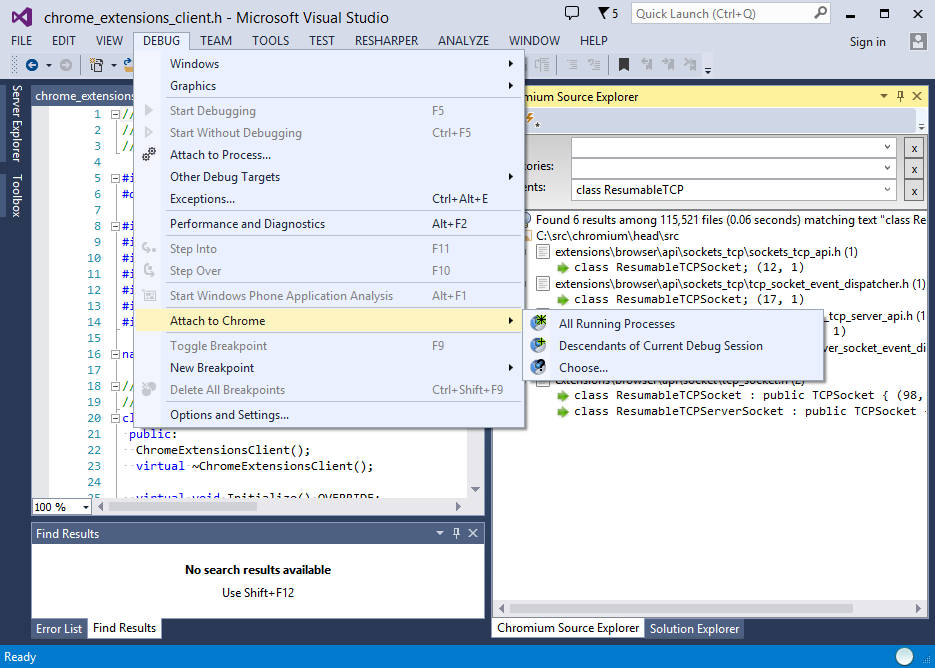 chrome_extensions_client.h - Microsoft Visual Studio
5
Quick Launch (Ctrl+Q)
FILE EDIT VIEW DEBUG TEAM TOOLS TEST RESHARPER ANALYZE WINDOW HELP
Sign in
Server Explorer
Toolbox
chrome_extensions
1 //
2 //
3 //
4
5 #i
6 #d
7
8 #i
9 #i
10 #i
11 #i
12 #i
13 #i
14 #i
15
16 na
17
18 //
19 //
20 cl
21 public:
22 ChromeExtensionsClient();
23 virtual ~ChromeExtensionsClient();
24
25 virtual void Initialize() OVERRIDE;
100 %
Windows
Graphics
Start Debugging F5
Start Without Debugging Ctrl+F5
Attach to Process...
Other Debug Targets
Exceptions... Ctrl+Alt+E
Performance and Diagnostics Alt+F2
Step Into F11
Step Over F10
Start Windows Phone Application Analysis Alt+F1
Attach to Chrome
Toggle Breakpoint F9
New Breakpoint
Delete All Breakpoints Ctrl+Shift+F9
Options and Settings...
All Running Processes
Descendants of Current Debug Session
Choose...
mium Source Explorer
x
ories: x
ents: class ResumableTCP x
Found 6 results among 115,521 files (0.06 seconds) matching text "class Re
C:\src\chromium\head\src
extensions\browser\api\sockets_tcp\sockets_tcp_api.h (1)
class ResumableTCPSocket; (12, 1)
extensions\browser\api\sockets_tcp\tcp_socket_event_dispatcher.h (1)
class ResumableTCPSocket; (17, 1)
_tcp_server_api.h (1)
1)
ver_socket_event_di
extensions\browser\api\socket\tcp_socket.h (2)
class ResumableTCPSocket : public TCPSocket { (98,
class ResumableTCPServerSocket : public TCPSocket
Find Results
No search results available
Use Shift+F12
Error List Find Results
Chromium Source Explorer Solution Explorer
Ready